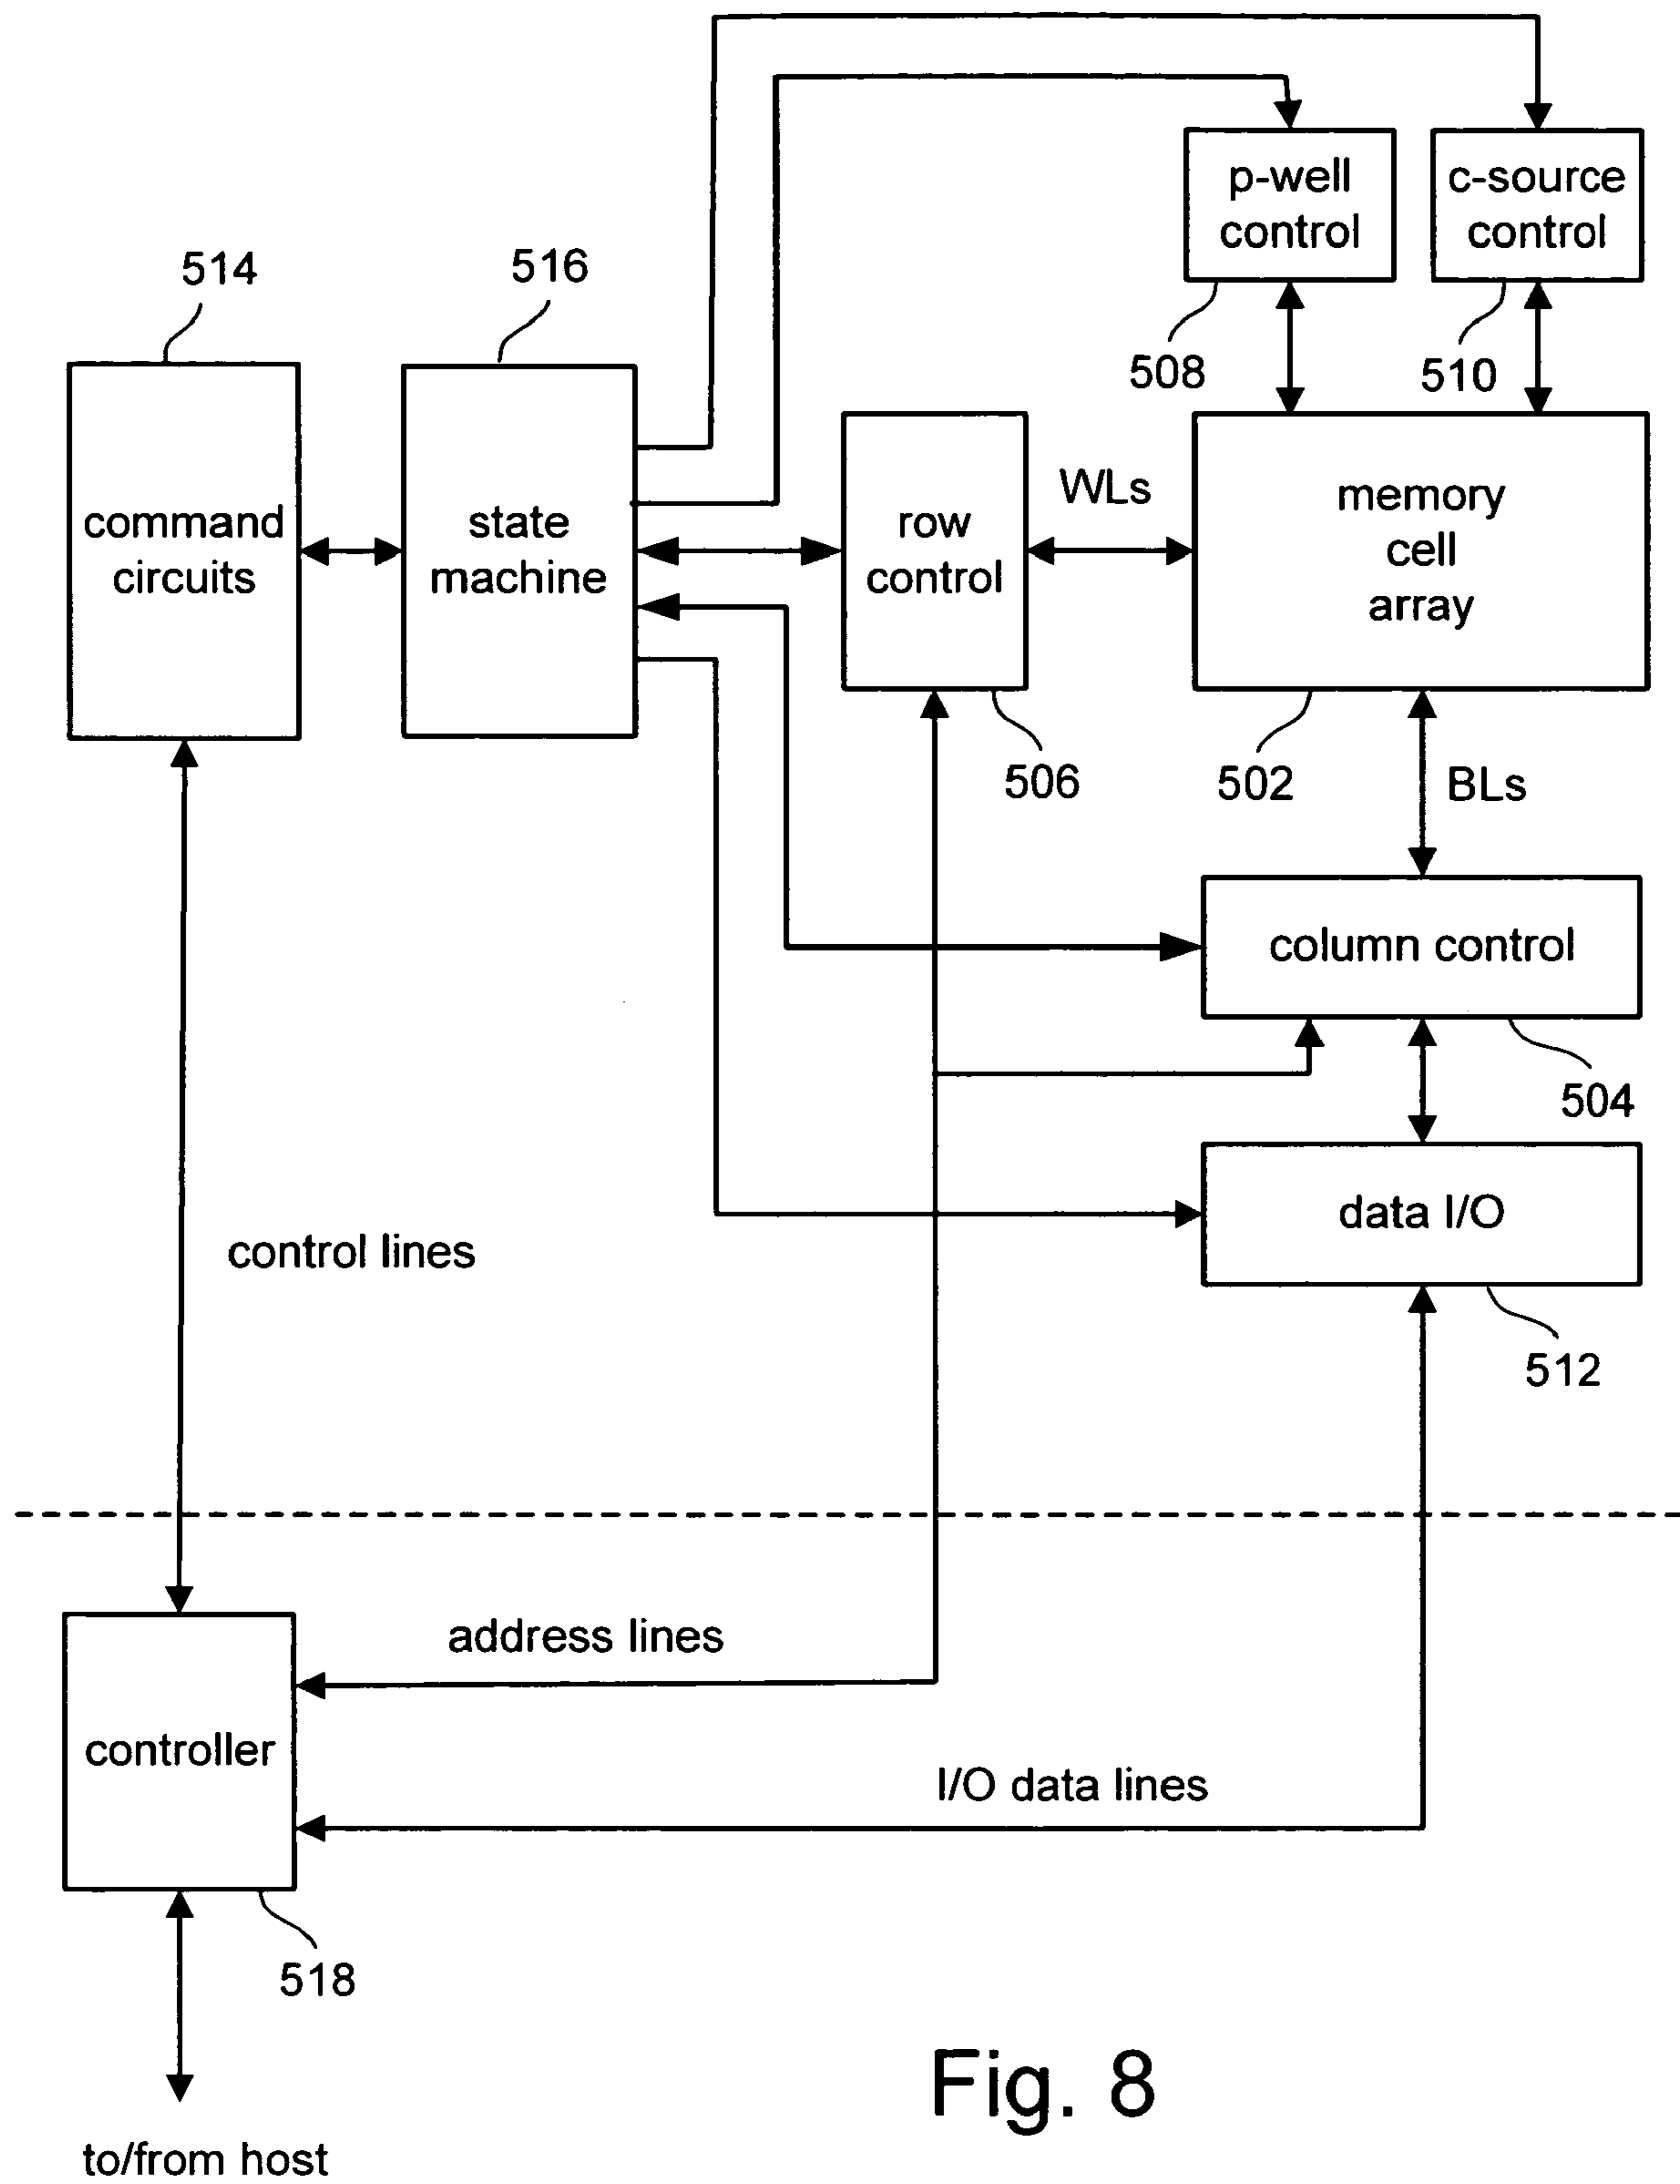 p-well
control
c-source
control
514
516
508
510
command
circuits
state
machine
row
control
WLs
memory
cell
array
506
502
BLs
column control
504
data I/O
control lines
512
address lines
controller
I/O data lines
518
Fig. 8
to/from host